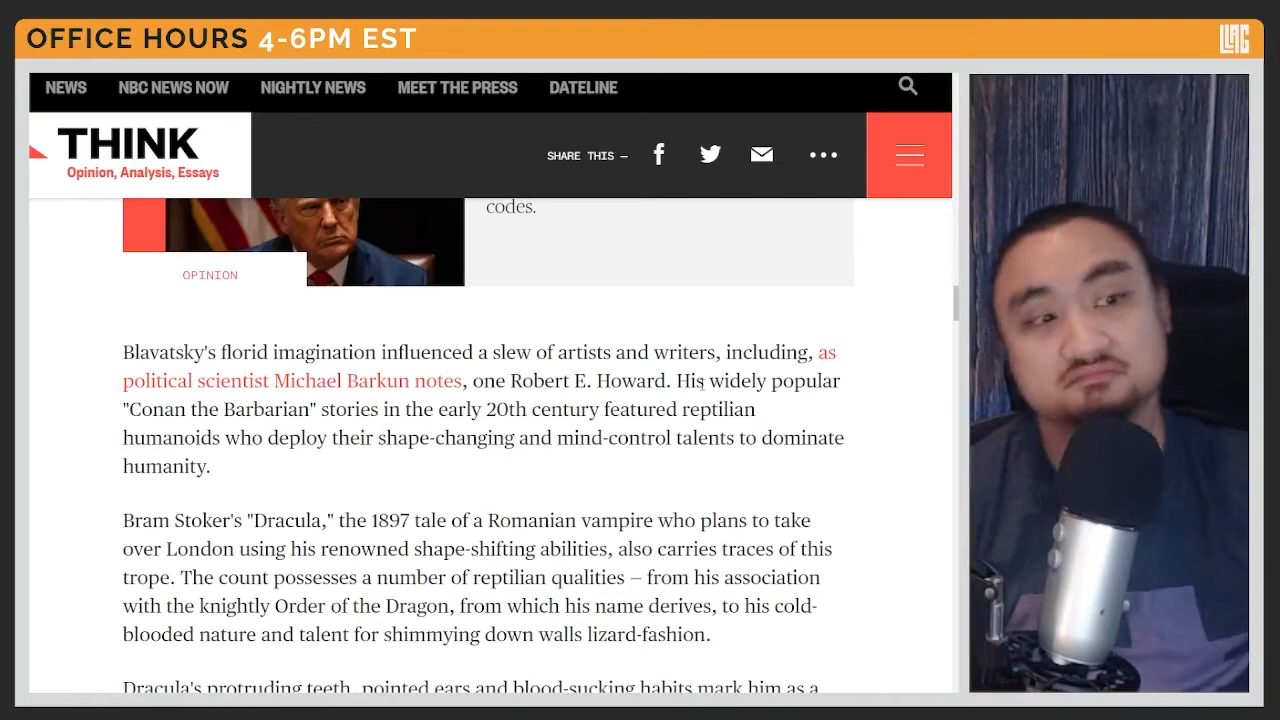 OFFICE HOURS 4-6PM EST
LLAG
NEWS NBC NEWS NOW NIGHTLY NEWS MEET THE PRESS DATELINE
THINK
Opinion, Analysis, Essays
SHARE THIS —
codes.
OPINION
Blavatsky's florid imagination influenced a slew of artists and writers, including, as
political scientist Michael Barkun notes, one Robert E. Howard. His widely popular
"Conan the Barbarian" stories in the early 20th century featured reptilian
humanoids who deploy their shape-changing and mind-control talents to dominate
humanity.
Bram Stoker's "Dracula," the 1897 tale of a Romanian vampire who plans to take
over London using his renowned shape-shifting abilities, also carries traces of this
trope. The count possesses a number of reptilian qualities — from his association
with the knightly Order of the Dragon, from which his name derives, to his cold-
blooded nature and talent for shimmying down walls lizard-fashion.
Dracula's protruding teeth, pointed ears and blood-sucking habits mark him as a